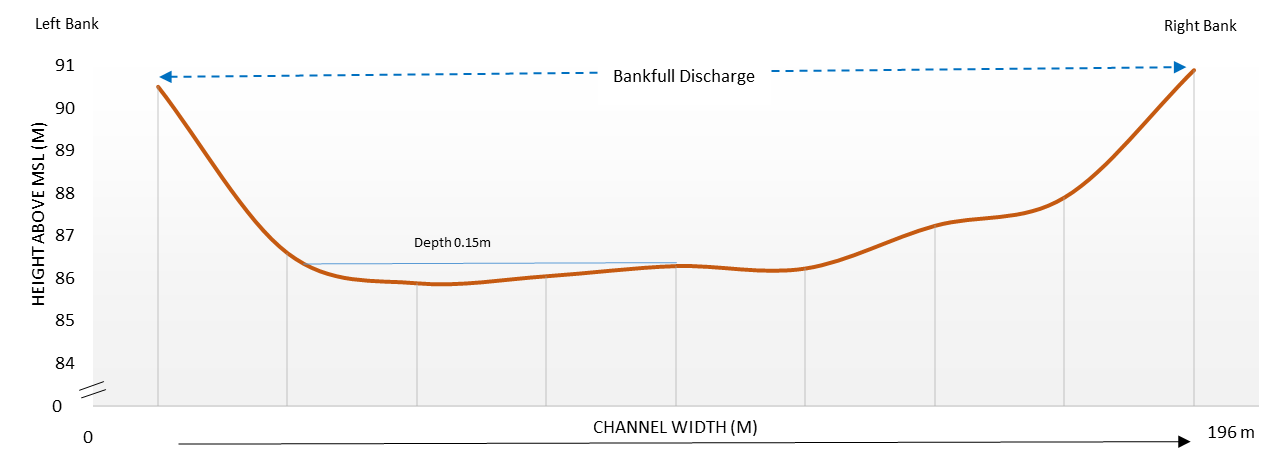 Left Bank
Right Bank
91
Bankfull Discharge
90
89
88
87
86
85
84
0
HEIGHT ABOVE MSL (M)
Depth 0.15m
CHANNEL WIDTH (M)
0
196 m